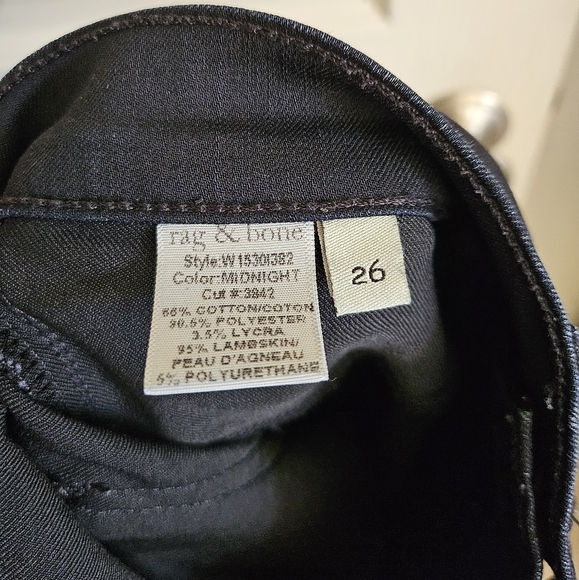 rag & bone
Style:W1530I382
Color:MIDNIGHT
Cut #:3842
66% COTTON/COTON
30.5% POLYESTER
3.5% LYCRA
95% LAMBSKIN/
PEAU D'AGNEAU
5% POLYURETHANE
26